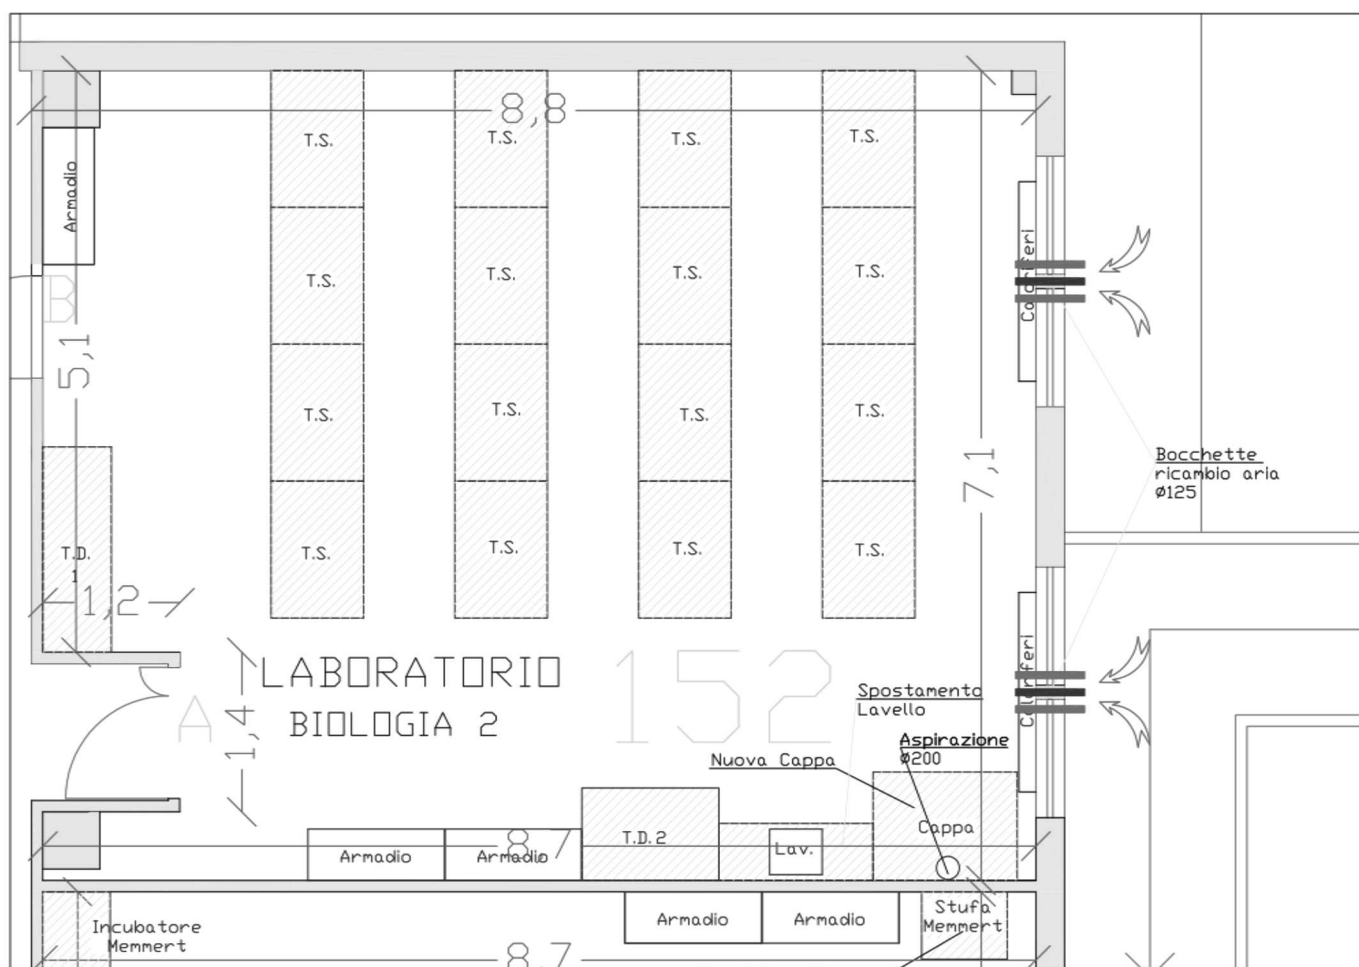 8,8
T.S.
T.S.
T.S.
T.S.
Armadio
T.S.
T.S.
T.S.
T.S.
Caloriferi
B
5,1
T.S.
T.S.
T.S.
T.S.
7,1
Bocchette
ricambio aria
Ø125
T.S.
T.S.
T.S.
T.S.
T.D.
1
1,2
LABORATORIO
BIOLOGIA 2
152
A
1,4
Caloriferi
Spostamento
Lavello
Aspirazione
Ø200
Nuova Cappa
Cappa
T.D.2
Lav.
Armadio
Armadio
8,7
Incubatore
Memmert
Armadio
Armadio
Stufa
Memmert
8,7